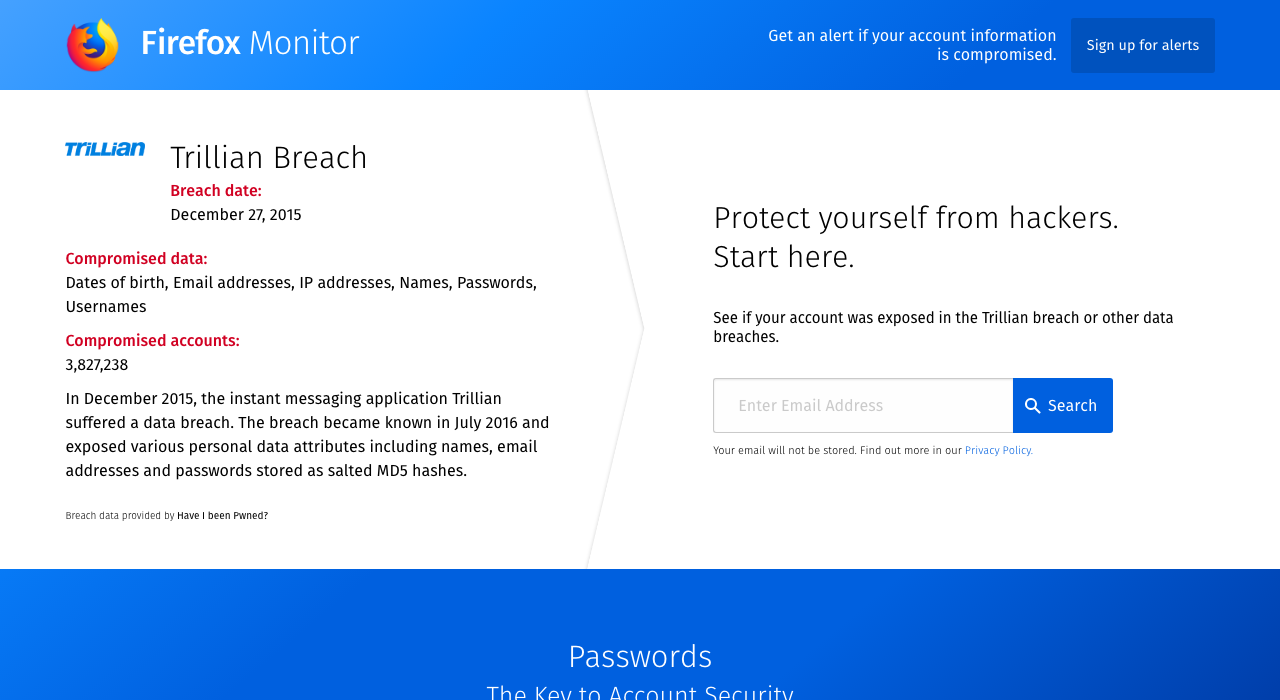 Firefox Monitor
Get an alert if your account information
is compromised.
Sign up for alerts
TRILLIAN
Trillian Breach
Breach date:
December 27, 2015
Compromised data:
Dates of birth, Email addresses, IP addresses, Names, Passwords,
Usernames
Compromised accounts:
3,827,238
In December 2015, the instant messaging application Trillian
suffered a data breach. The breach became known in July 2016 and
exposed various personal data attributes including names, email
addresses and passwords stored as salted MD5 hashes.
Breach data provided by Have I been Pwned?
Protect yourself from hackers.
Start here.
See if your account was exposed in the Trillian breach or other data
breaches.
Enter Email Address
Search
Your email will not be stored. Find out more in our Privacy Policy.
Passwords
The Key to Account Security